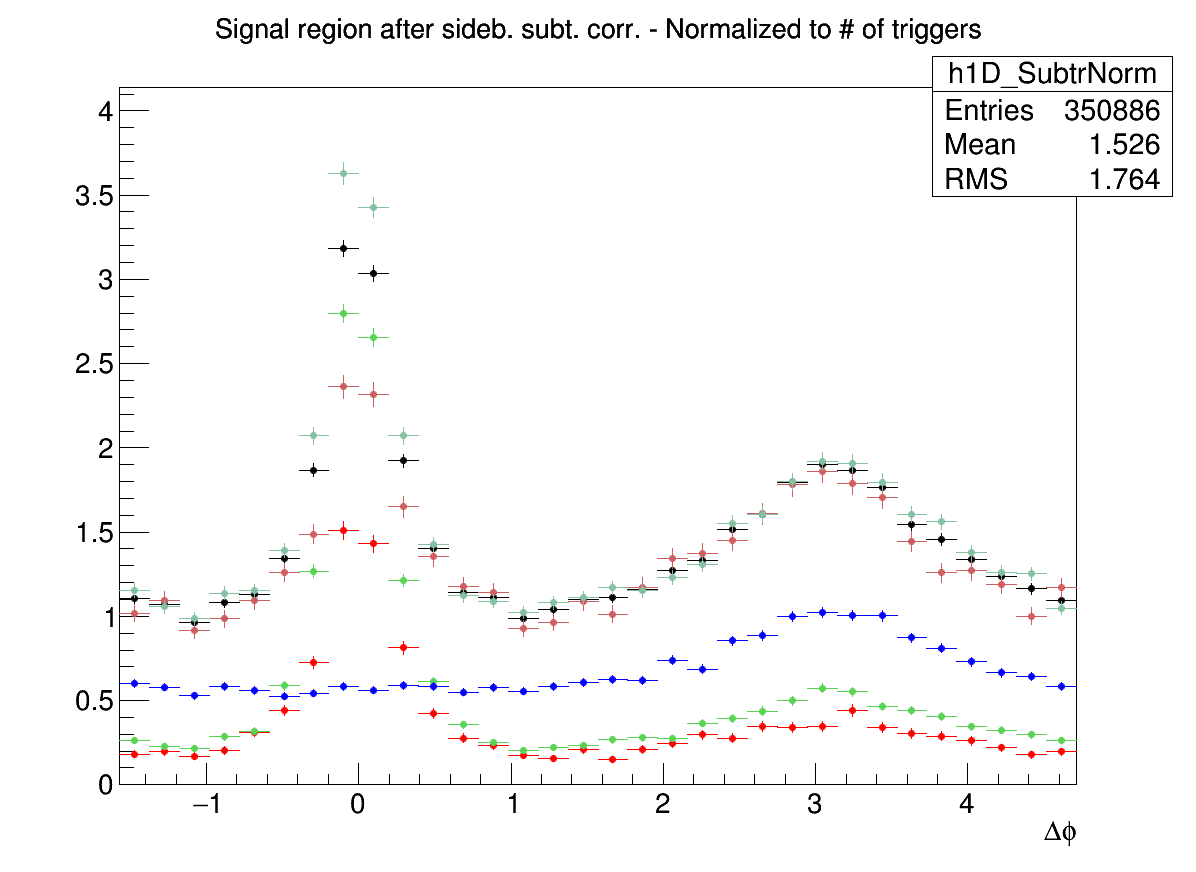 Signal region after sideb. subt. corr. - Normalized to # of triggers
h1D_SubtrNorm
Entries 350886
Mean 1.526
RMS 1.764
4
3.5
3
2.5
2
1.5
1
0.5
0
−1 0 1 2 3 4
Δϕ